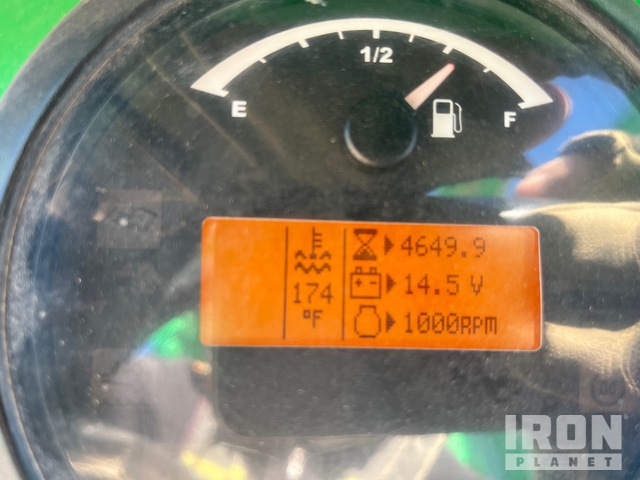 1/2
E F
4649.9
14.5 V
174 °F
1000RPM
IRON
PLANET